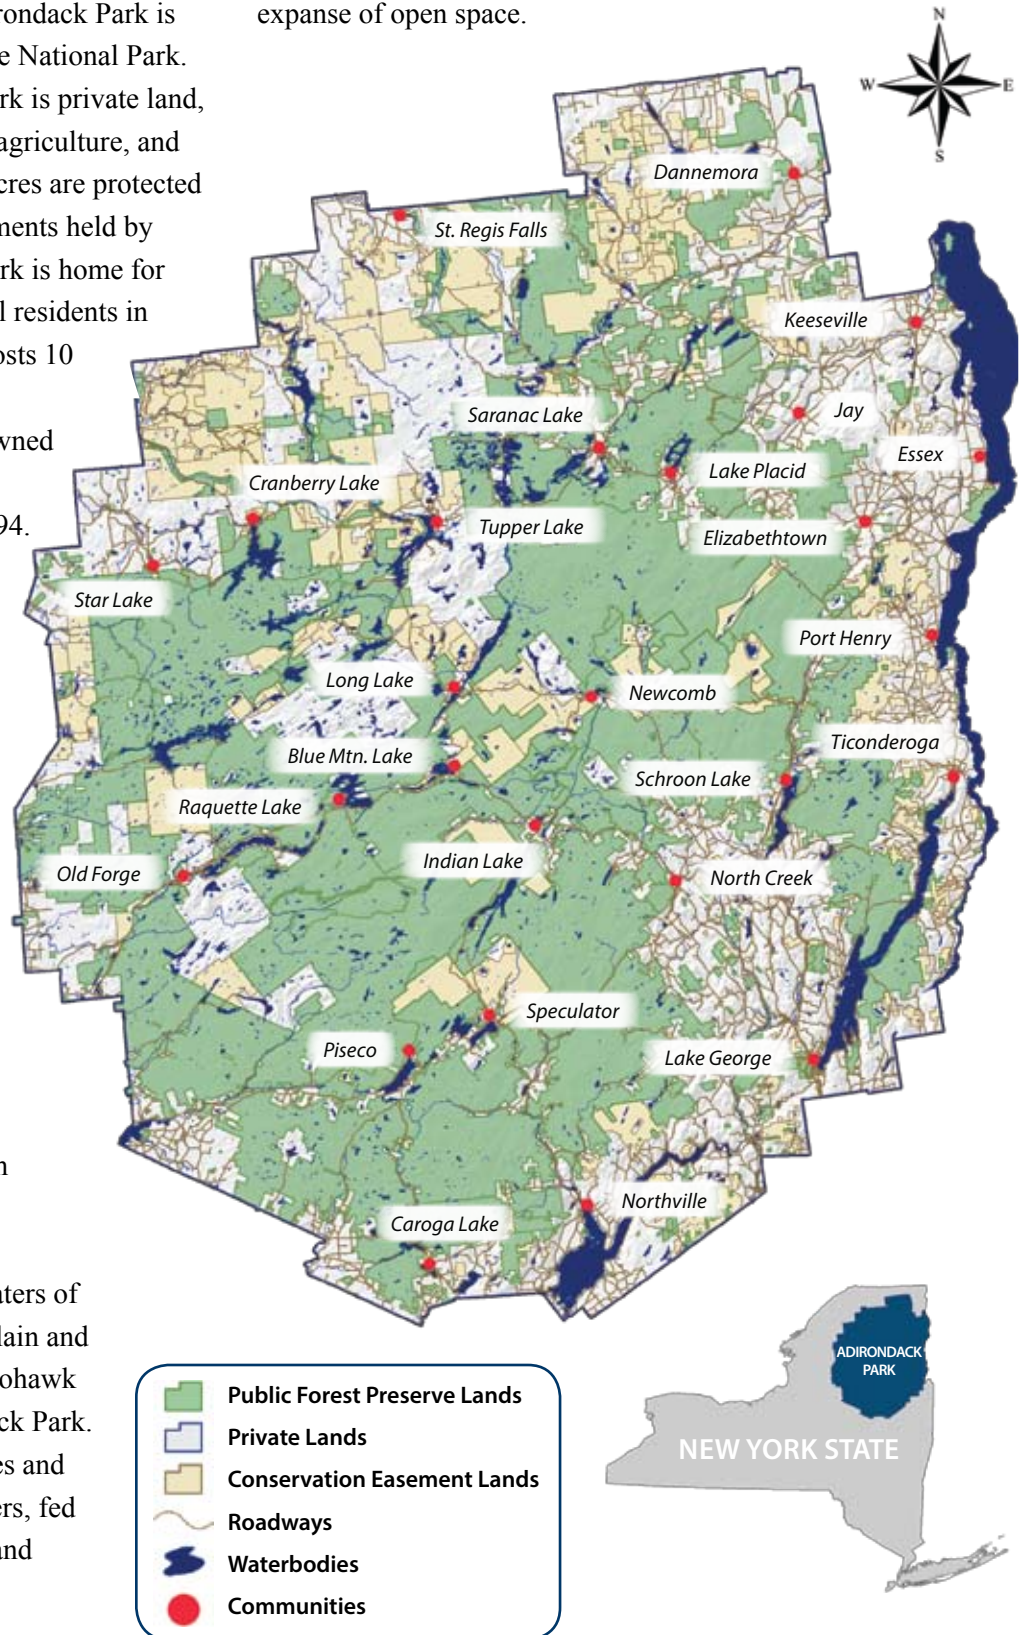 rondack Park is
e National Park.
rk is private land,
agriculture, and
cres are protected
ments held by
rk is home for
l residents in
osts 10
wned
94.
n
aters of
lain and
ohawk
ck Park.
es and
ers, fed
and
expanse of open space.
N
W
E
S
Dannemora
St. Regis Falls
Keeseville
Jay
Saranac Lake
Essex
Lake Placid
Cranberry Lake
Tupper Lake
Elizabethtown
Star Lake
Port Henry
Long Lake
Newcomb
Ticonderoga
Blue Mtn. Lake
Schroon Lake
Raquette Lake
Indian Lake
Old Forge
North Creek
Speculator
Piseco
Lake George
Northville
Caroga Lake
Public Forest Preserve Lands
Private Lands
Conservation Easement Lands
Roadways
Waterbodies
Communities
ADIRONDACK
PARK
NEW YORK STATE